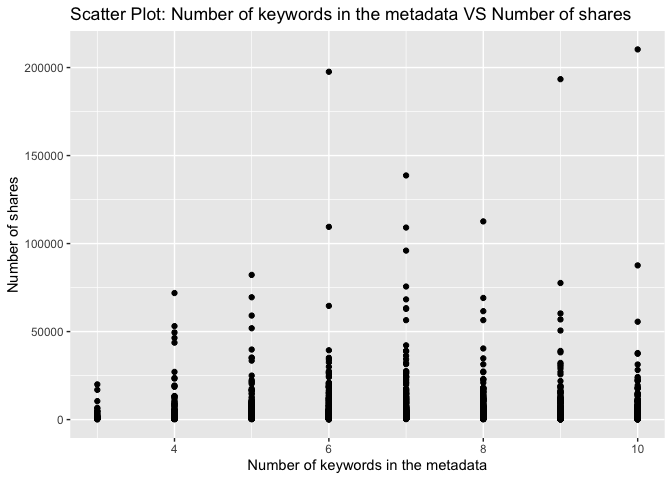 Scatter Plot: Number of keywords in the metadata VS Number of shares
200000
150000
100000
50000
0
Number of shares
4 6 8 10
Number of keywords in the metadata